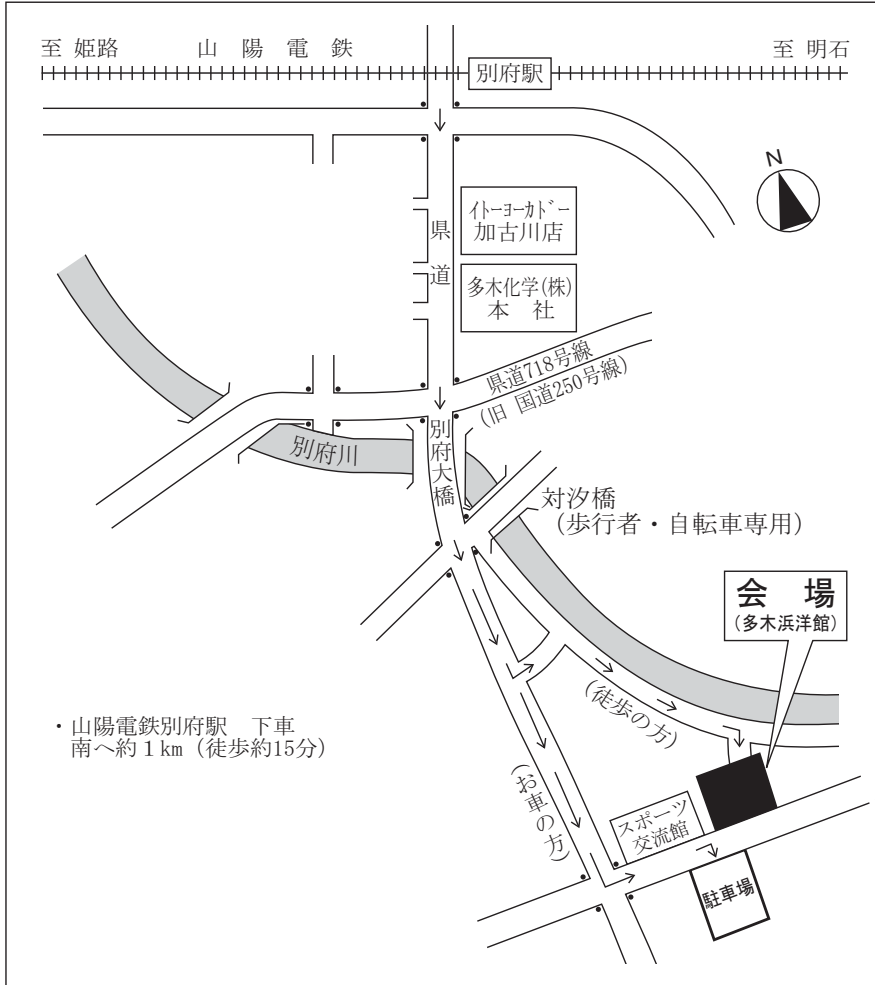 至 姫路
山 陽 電 鉄
至 明石
別府駅
N
県道
イトーヨーカドー
加古川店
多木化学(株)
本 社
県道718号線
(旧 国道250号線)
別府大橋
別府川
対汐橋
(歩行者・自転車専用)
会 場
(多木浜洋館)
(徒歩の方)
・山陽電鉄別府駅 下車
南へ約1km (徒歩約15分)
(お車の方)
スポーツ
交流館
駐車場